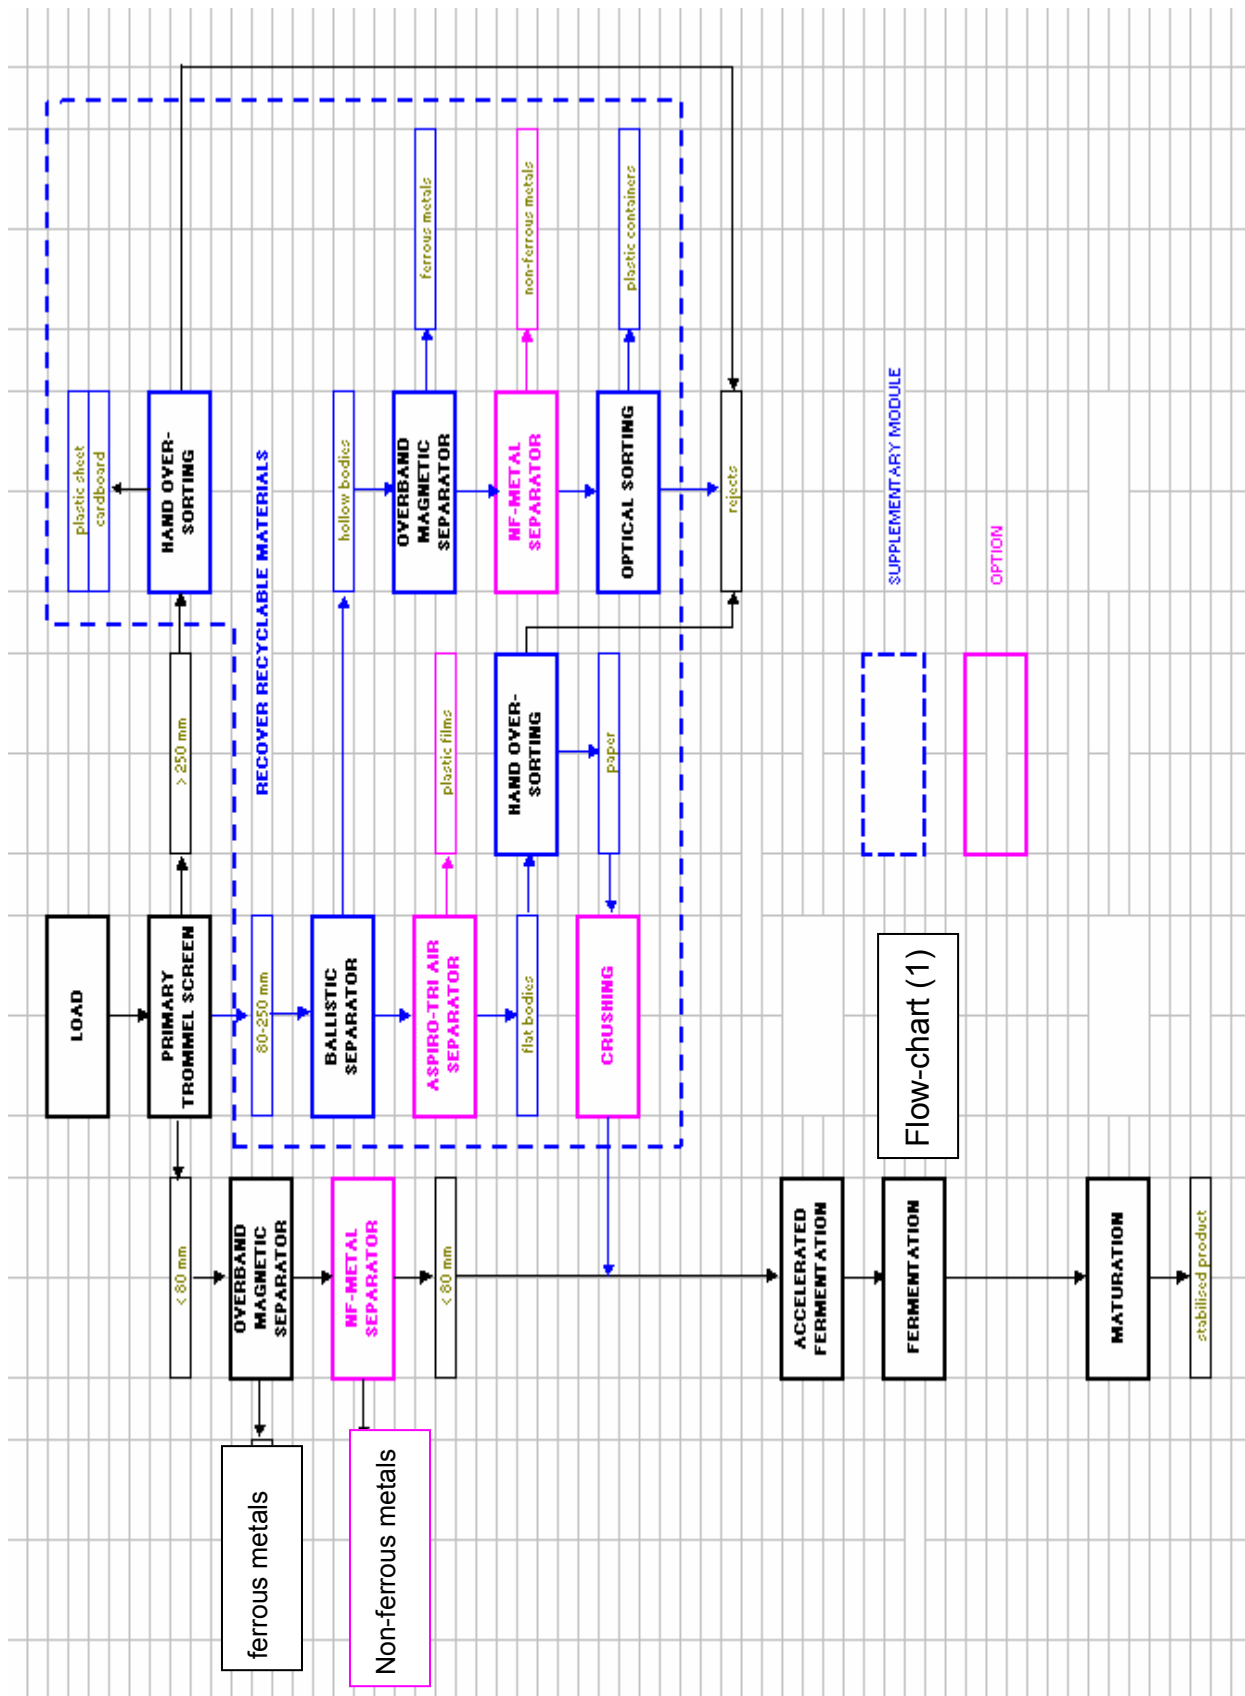 LOAD
PRIMARY
TROMMEL SCREEN
< 80 mm
> 250 mm
HAND OVER-
SORTING
plastic sheet
cardboard
RECOVER RECYCLABLE MATERIALS
80-250 mm
BALLISTIC
SEPARATOR
hollow bodies
OVERBAND
MAGNETIC
SEPARATOR
ferrous metals
NF-METAL
SEPARATOR
non-ferrous metals
OPTICAL SORTING
plastic containers
rejects
ASPIRO-TRI AIR
SEPARATOR
plastic films
flat bodies
HAND OVER-
SORTING
paper
CRUSHING
OVERBAND
MAGNETIC
SEPARATOR
ferrous metals
NF-METAL
SEPARATOR
Non-ferrous metals
< 80 mm
ACCELERATED
FERMENTATION
FERMENTATION
MATURATION
stabilised product
SUPPLEMENTARY MODULE
OPTION
Flow-chart (1)